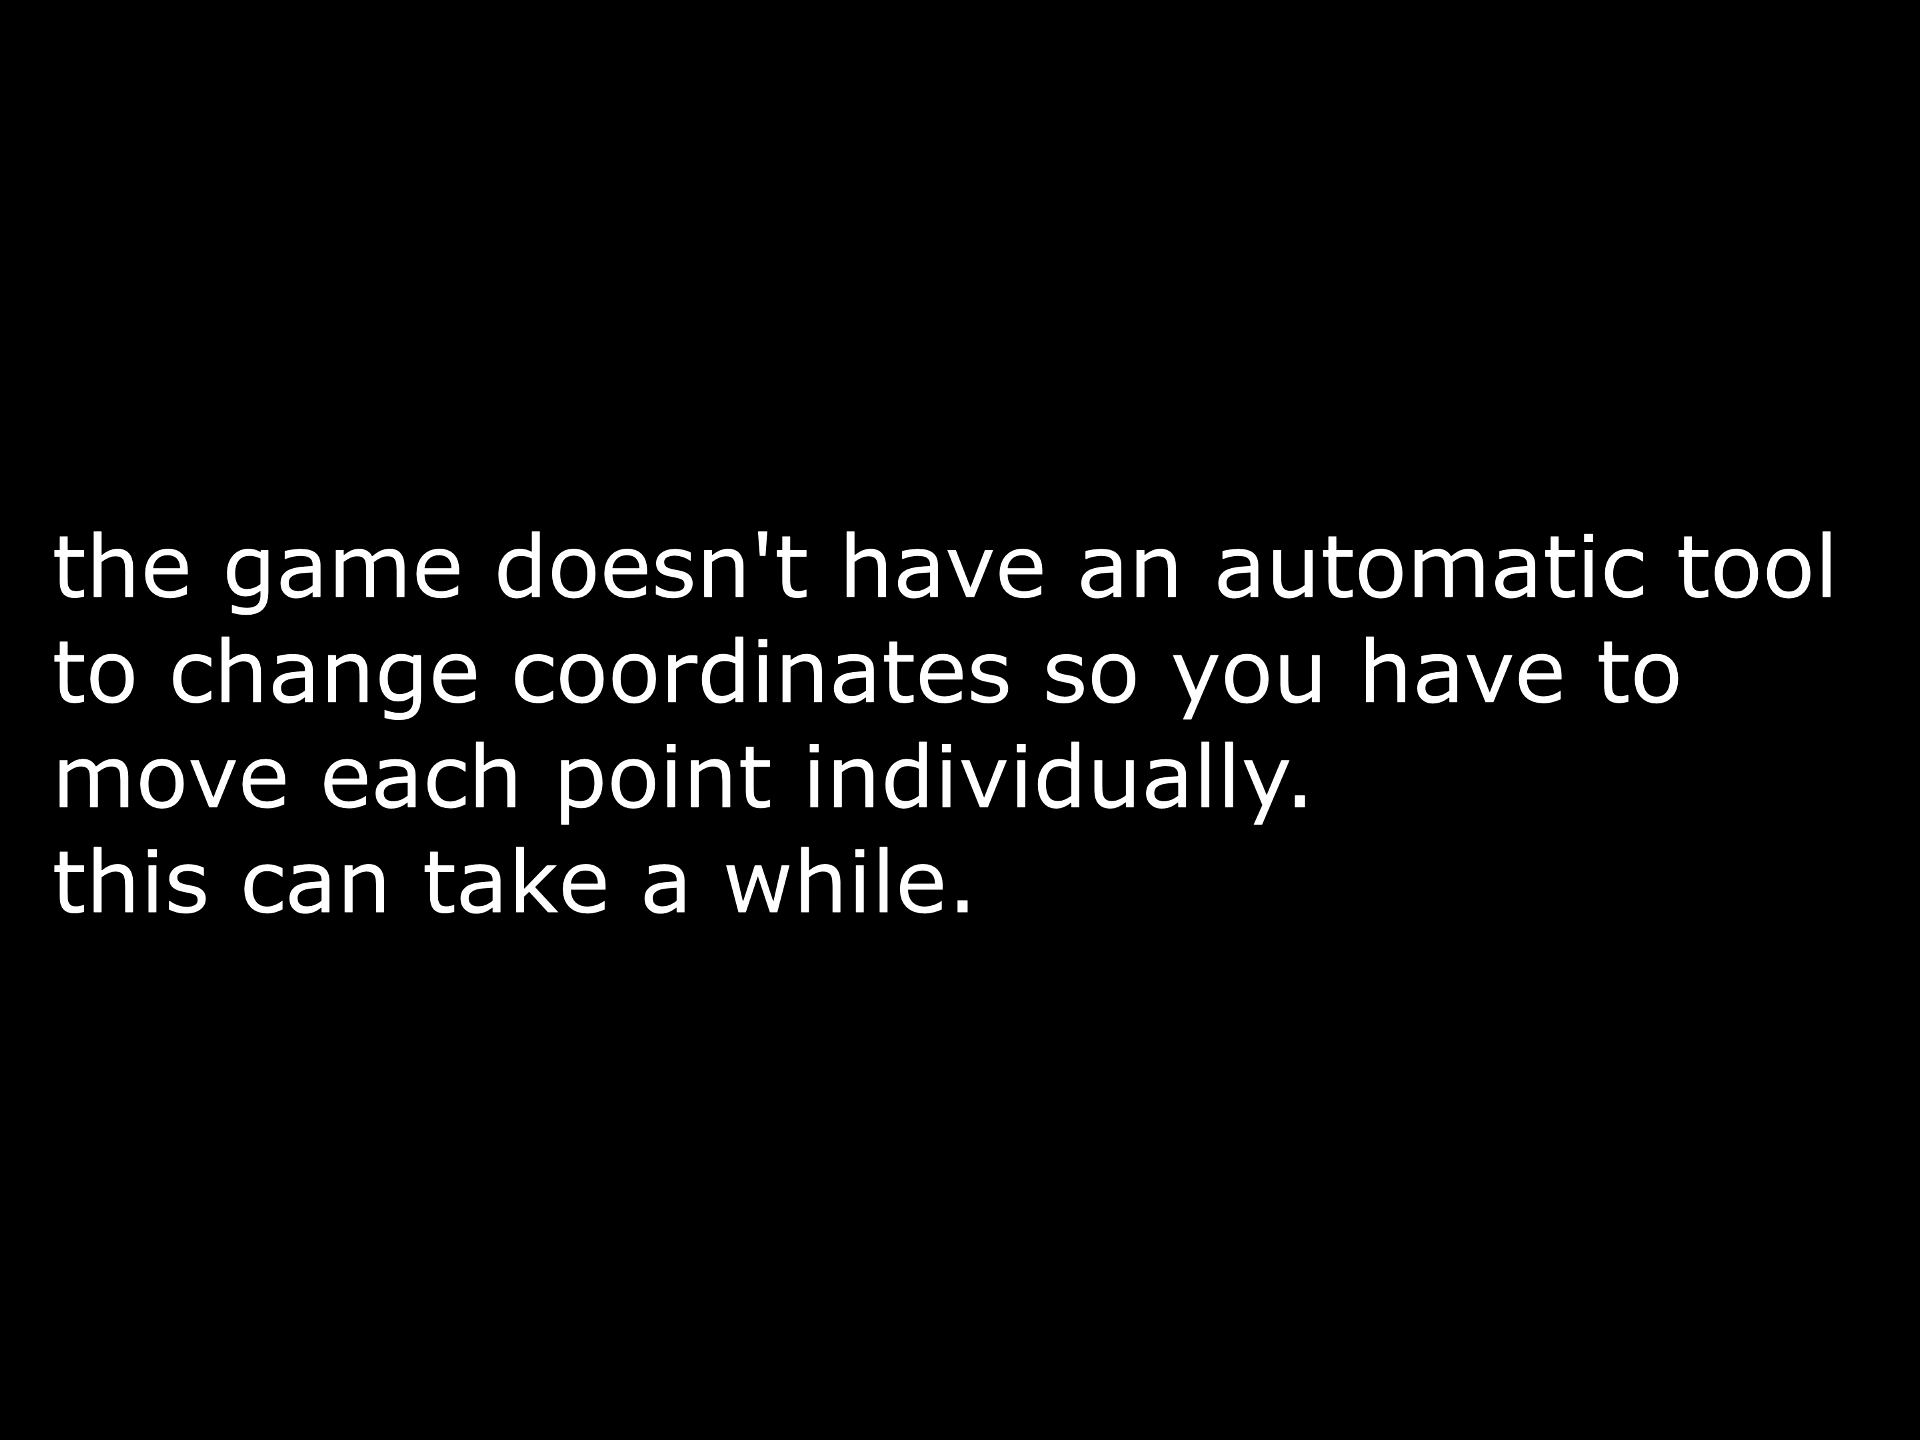 the game doesn't have an automatic tool
to change coordinates so you have to
move each point individually.
this can take a while.